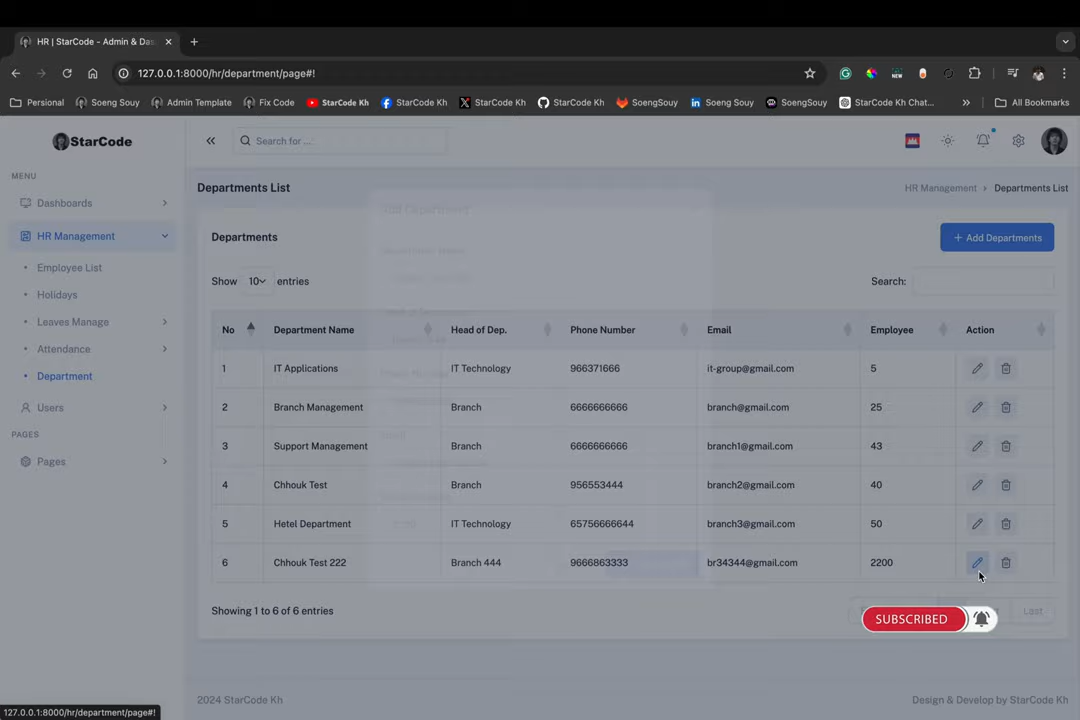 HR | StarCode - Admin & Das
127.0.0.1:8000/hr/department/page#!
Personal Soeng Souy Admin Template Fix Code StarCode Kh StarCode Kh StarCode Kh StarCode Kh SoengSouy Soeng Souy SoengSouy StarCode Kh Chat... » All Bookmarks
StarCode
Search for ...
MENU
Dashboards
HR Management
Employee List
Holidays
Leaves Manage
Attendance
Department
Users
PAGES
Pages
Departments List
HR Management Departments List
Departments
+ Add Departments
Add Department
Show 10 entries
Search:
No Department Name Head of Dep. Phone Number Email Employee Action
1 IT Applications IT Technology 966371666 it-group@gmail.com 5
2 Branch Management Branch 6666666666 branch@gmail.com 25
3 Support Management Branch 6666666666 branch1@gmail.com 43
4 Chhouk Test Branch 956553444 branch2@gmail.com 40
5 Hetel Department IT Technology 65756666644 branch3@gmail.com 50
6 Chhouk Test 222 Branch 444 9666863333 br34344@gmail.com 2200
Showing 1 to 6 of 6 entries
Last
SUBSCRIBED
2024 StarCode Kh
Design & Develop by StarCode Kh
127.0.0.1:8000/hr/department/page#!